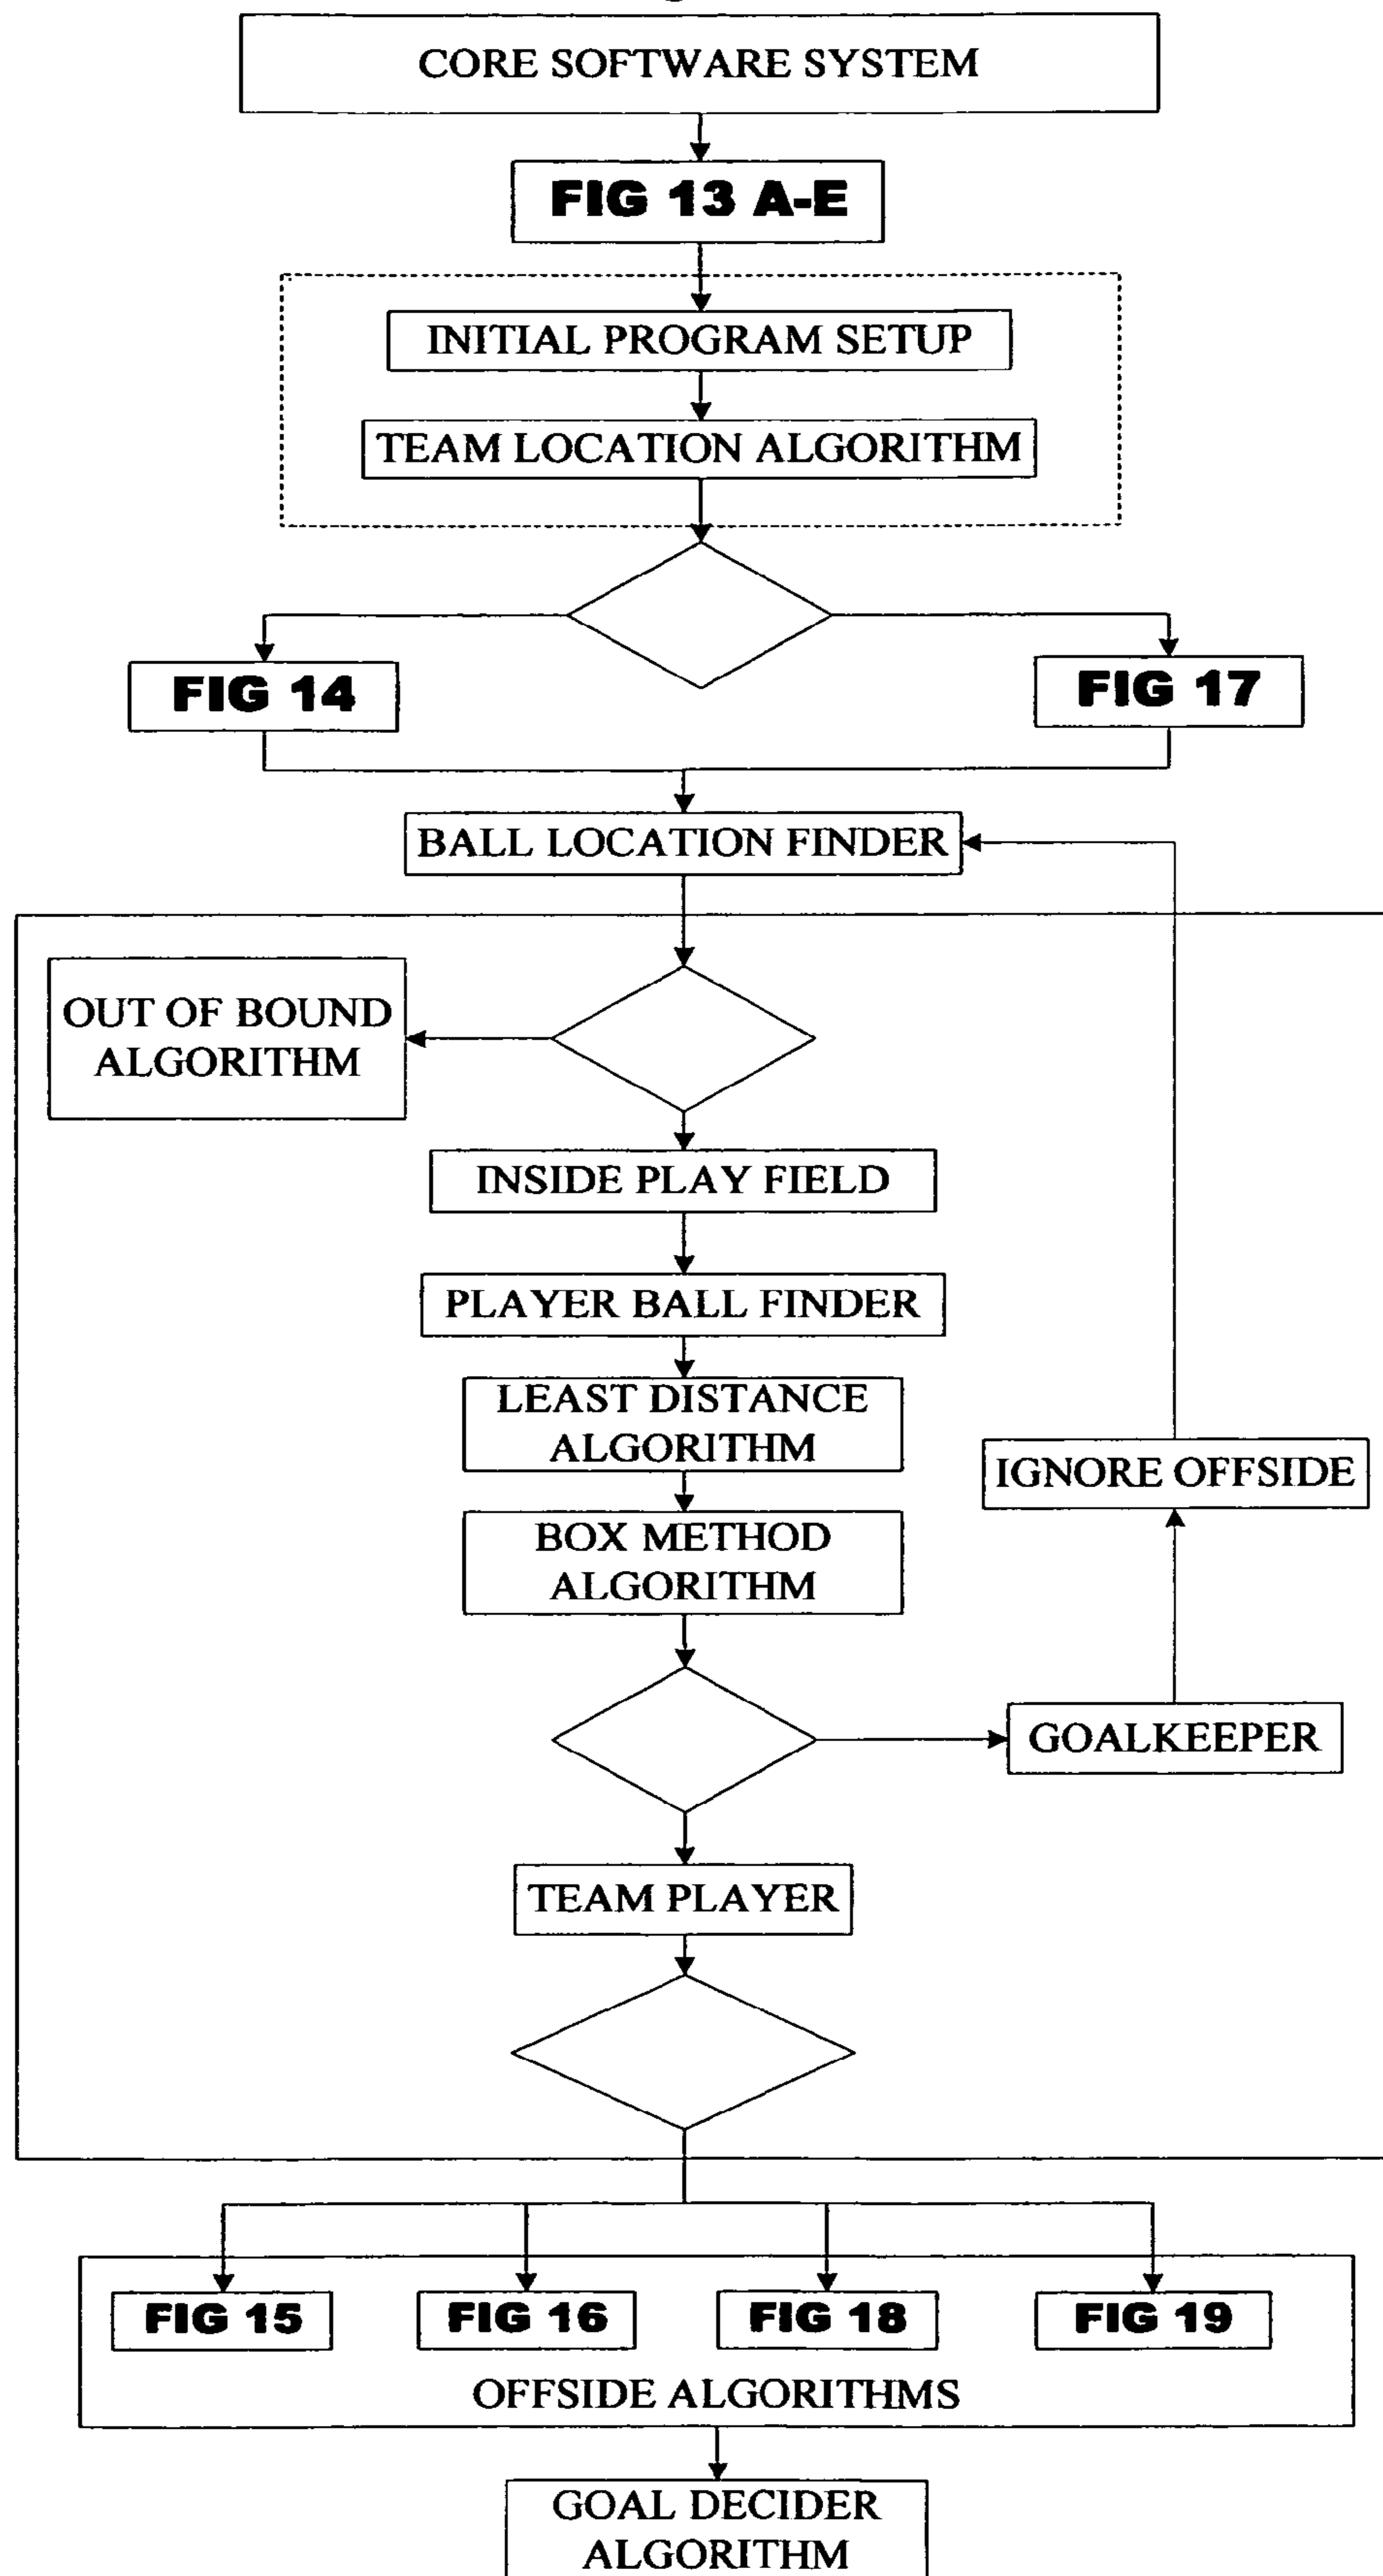 CORE SOFTWARE SYSTEM
FIG 13 A-E
INITIAL PROGRAM SETUP
TEAM LOCATION ALGORITHM
FIG 14
FIG 17
BALL LOCATION FINDER
OUT OF BOUND
ALGORITHM
INSIDE PLAY FIELD
PLAYER BALL FINDER
LEAST DISTANCE
ALGORITHM
IGNORE OFFSIDE
BOX METHOD
ALGORITHM
GOALKEEPER
TEAM PLAYER
FIG 15
FIG 16
FIG 18
FIG 19
OFFSIDE ALGORITHMS
GOAL DECIDER
ALGORITHM